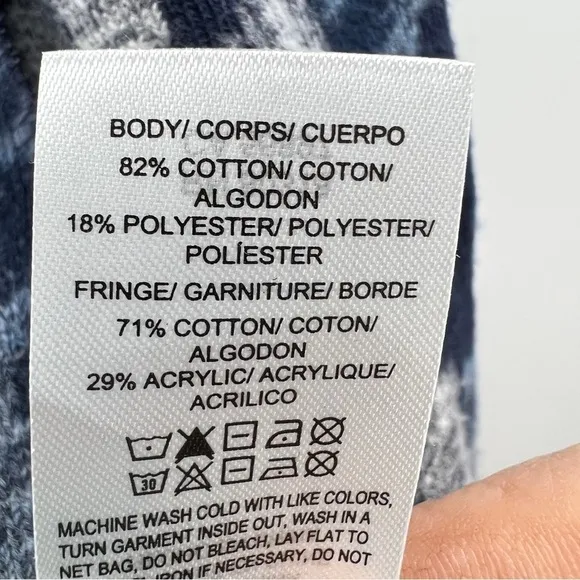 BODY/ CORPS/ CUERPO
82% COTTON/ COTON/
ALGODON
18% POLYESTER/ POLYESTER/
POLÍESTER
FRINGE/ GARNITURE/ BORDE
71% COTTON/ COTON/
ALGODON
29% ACRYLIC/ ACRYLIQUE/
ACRILICO
30
MACHINE WASH COLD WITH LIKE COLORS,
TURN GARMENT INSIDE OUT, WASH IN A
NET BAG, DO NOT BLEACH, LAY FLAT TO
IRON IF NECESSARY, DO NOT